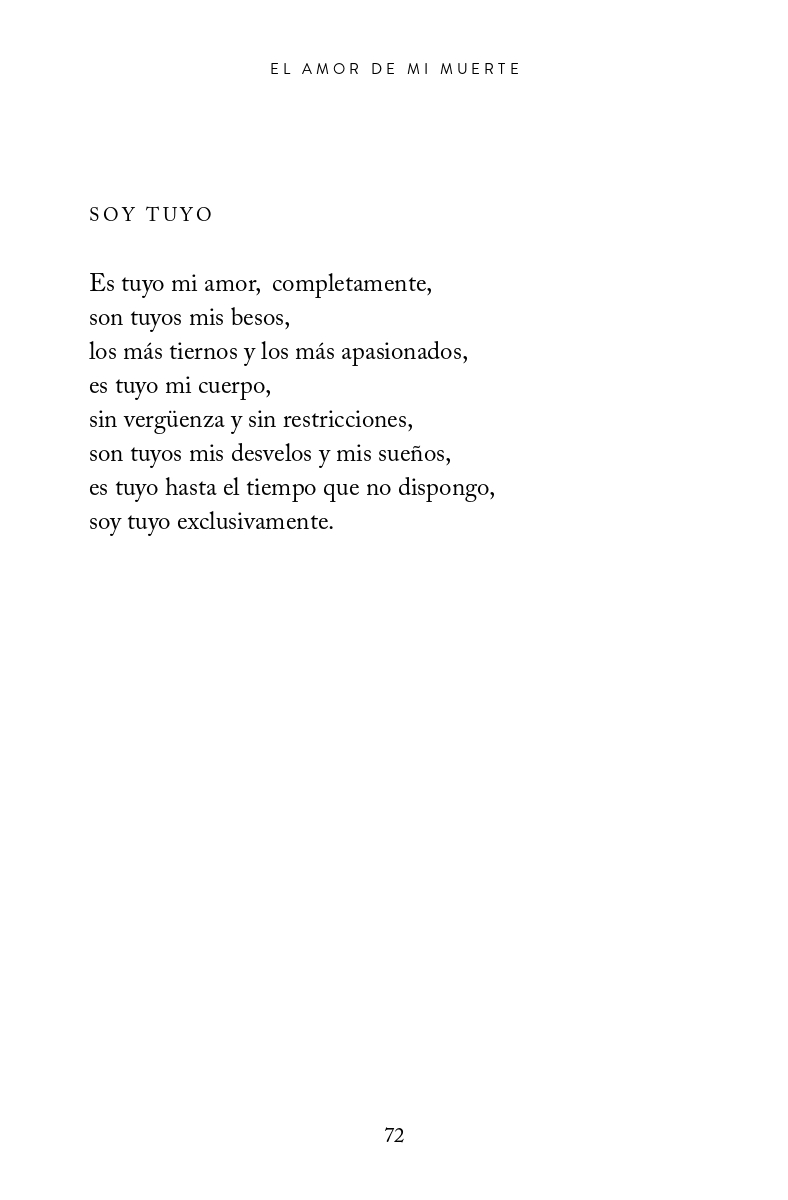 EL AMOR DE MI MUERTE
SOY TUYO
Es tuyo mi amor,  completamente,
son tuyos mis besos,
los más tiernos y los más apasionados,
es tuyo mi cuerpo,
sin vergüenza y sin restricciones,
son tuyos mis desvelos y mis sueños,
es tuyo hasta el tiempo que no dispongo,
soy tuyo exclusivamente.
72